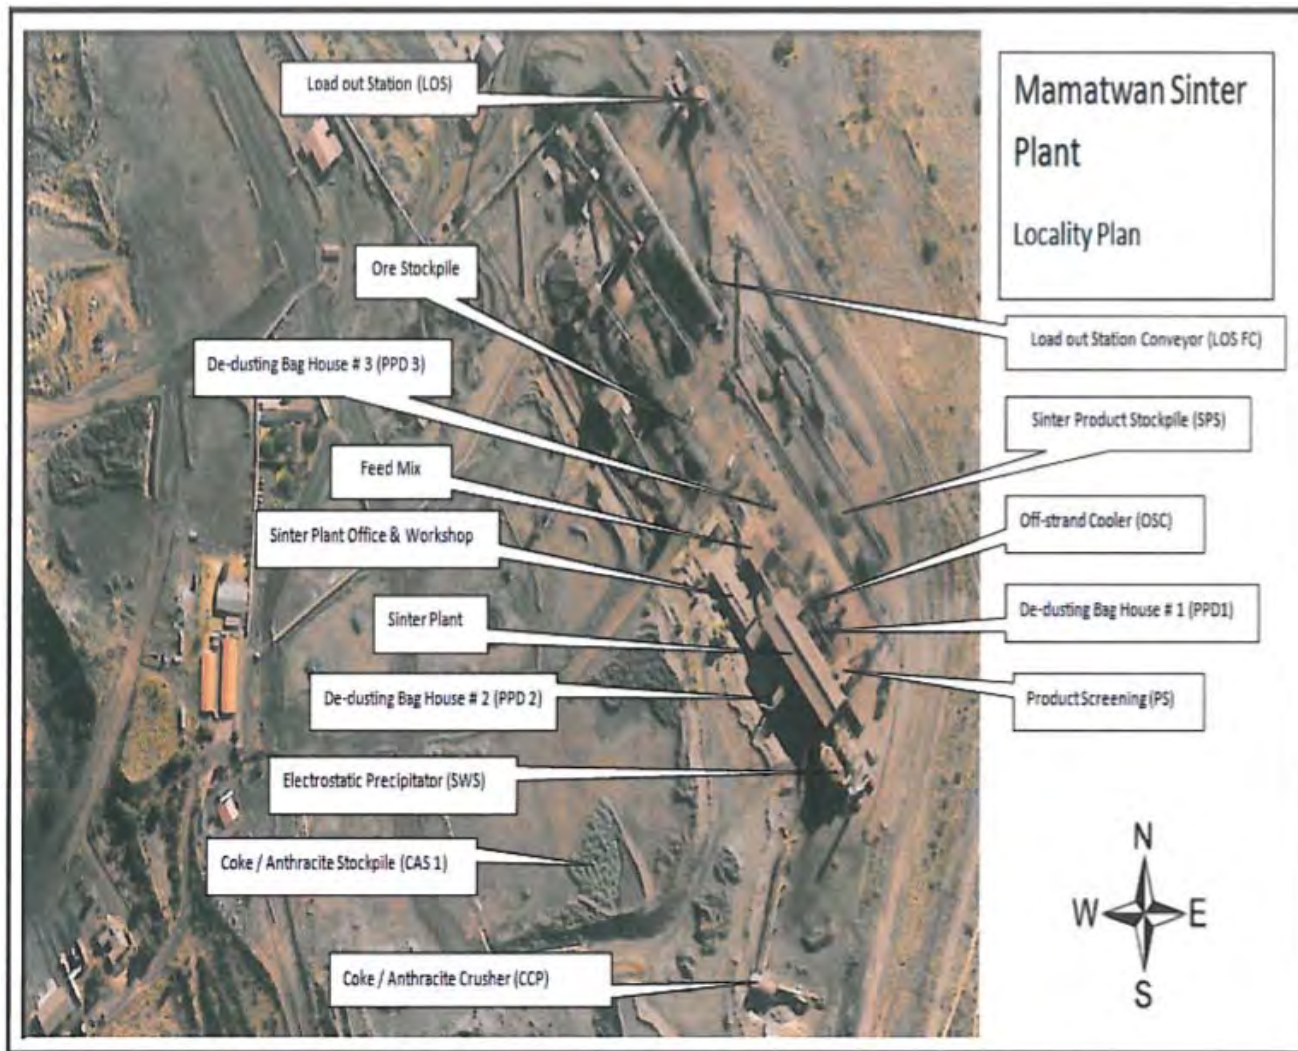 Mamatwan Sinter
Plant
Locality Plan
Load out Station (LOS)
Ore Stockpile
Load out Station Conveyor (LOS FC)
De-dusting Bag House # 3 (PPD 3)
Sinter Product Stockpile (SPS)
Feed Mix
Off-strand Cooler (OSC)
Sinter Plant Office & Workshop
De-dusting Bag House # 1 (PPD1)
Sinter Plant
De-dusting Bag House # 2 (PPD 2)
Product Screening (PS)
Electrostatic Precipitator (SWS)
Coke / Anthracite Stockpile (CAS 1)
Coke / Anthracite Crusher (CCP)
N
W E
S